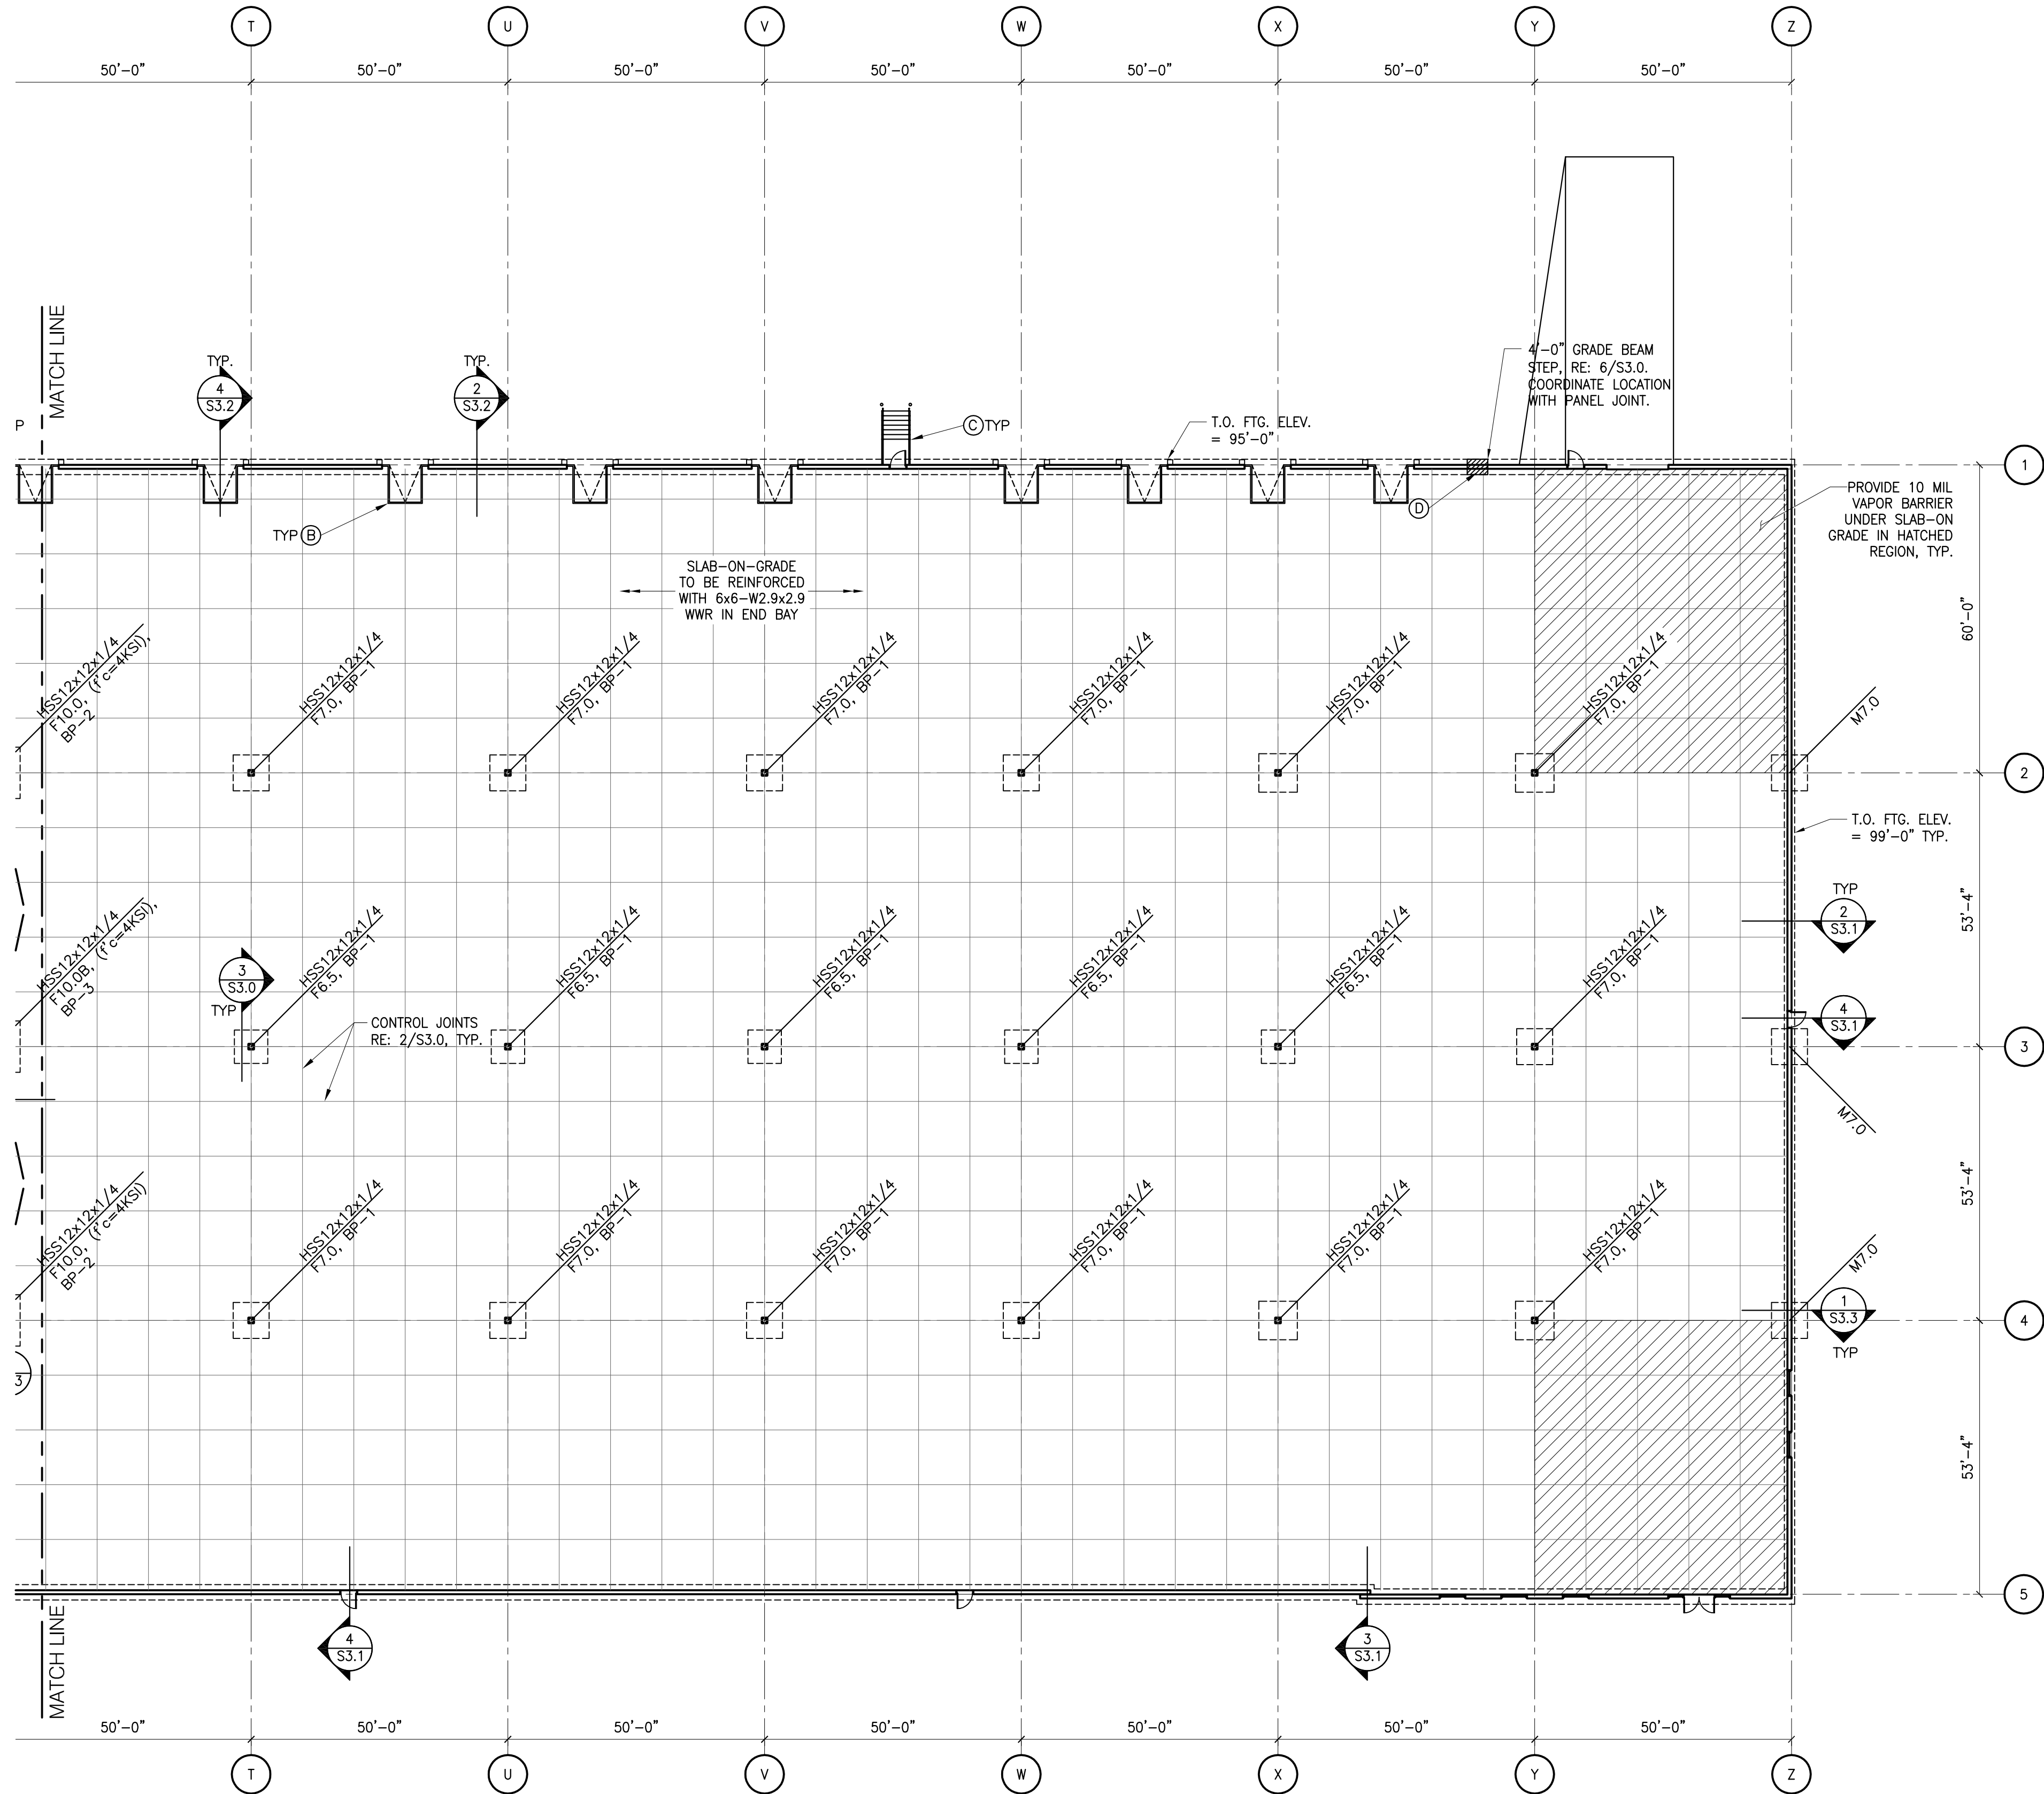 T
U
V
W
X
Y
Z
50'-0"
50'-0"
50'-0"
50'-0"
50'-0"
50'-0"
50'-0"
MATCH LINE
P
TYP.
4
S3.2
TYP.
2
S3.2
ⒸTYP
T.O. FTG. ELEV.
= 95'-0"
4'-0" GRADE BEAM
STEP, RE: 6/S3.0.
COORDINATE LOCATION
WITH PANEL JOINT.
1
TYP Ⓑ
Ⓓ
PROVIDE 10 MIL
VAPOR BARRIER
UNDER SLAB-ON
GRADE IN HATCHED
REGION, TYP.
SLAB-ON-GRADE
TO BE REINFORCED
WITH 6x6-W2.9x2.9
WWR IN END BAY
60'-0"
HSS12x12x1/4
F10.0, (f'c=4KSI),
BP-2
HSS12x12x1/4
F7.0, BP-1
HSS12x12x1/4
F7.0, BP-1
HSS12x12x1/4
F7.0, BP-1
HSS12x12x1/4
F7.0, BP-1
HSS12x12x1/4
F7.0, BP-1
HSS12x12x1/4
F7.0, BP-1
M7.0
2
T.O. FTG. ELEV.
= 99'-0" TYP.
TYP
2
S3.1
53'-4"
HSS12x12x1/4
F10.0B, (f'c=4KSI),
BP-3
3
S3.0
TYP
HSS12x12x1/4
F6.5, BP-1
HSS12x12x1/4
F6.5, BP-1
HSS12x12x1/4
F6.5, BP-1
HSS12x12x1/4
F6.5, BP-1
HSS12x12x1/4
F6.5, BP-1
HSS12x12x1/4
F7.0, BP-1
4
S3.1
CONTROL JOINTS
RE: 2/S3.0, TYP.
3
M7.0
53'-4"
HSS12x12x1/4
F10.0, (f'c=4KSI)
BP-2
HSS12x12x1/4
F7.0, BP-1
HSS12x12x1/4
F7.0, BP-1
HSS12x12x1/4
F7.0, BP-1
HSS12x12x1/4
F7.0, BP-1
HSS12x12x1/4
F7.0, BP-1
HSS12x12x1/4
F7.0, BP-1
M7.0
1
S3.3
TYP
4
3
53'-4"
5
MATCH LINE
4
S3.1
3
S3.1
50'-0"
50'-0"
50'-0"
50'-0"
50'-0"
50'-0"
50'-0"
T
U
V
W
X
Y
Z